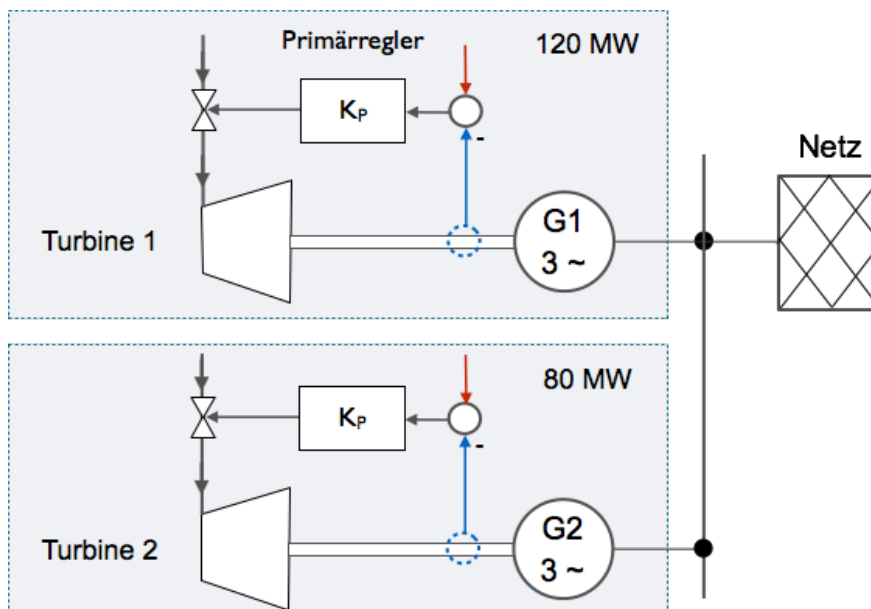 Primärregler
120 MW
KP
Netz
Turbine 1
G1
3 ~
-
80 MW
KP
-
Turbine 2
G2
3 ~